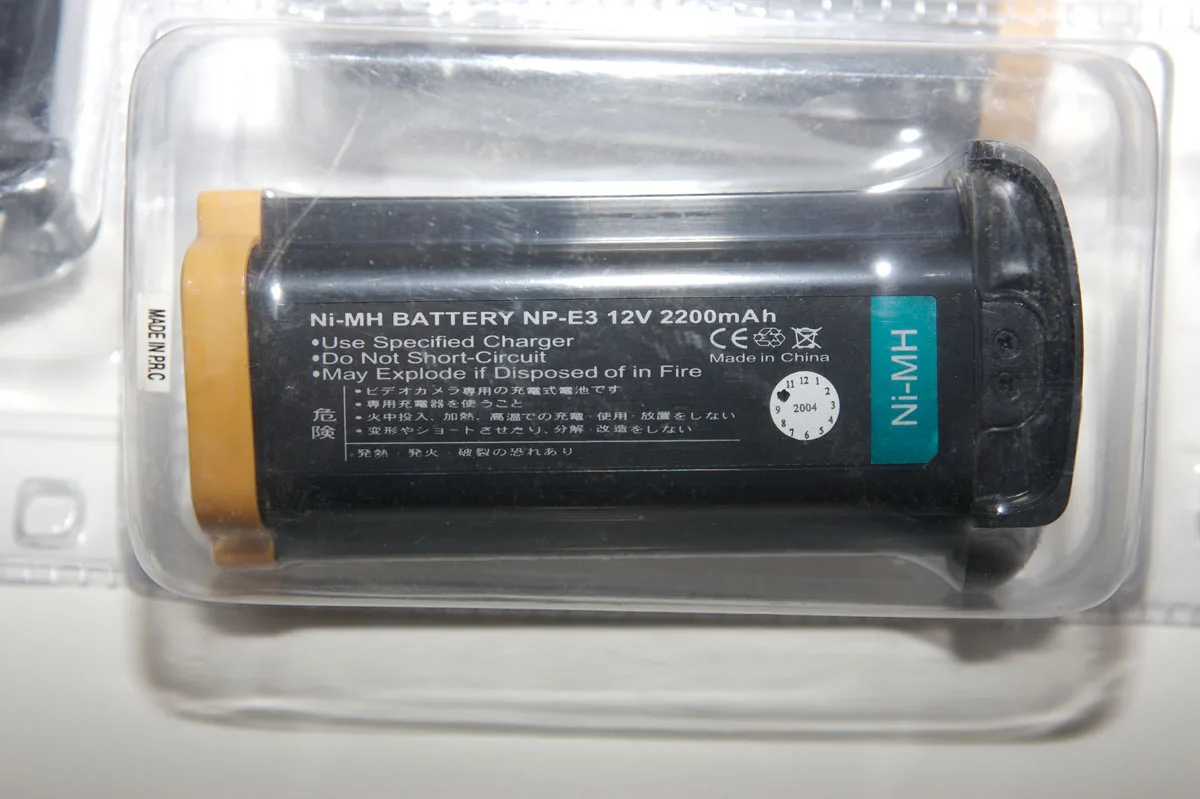 Ni-MH BATTERY NP-E3 12V 2200mAh
•Use Specified Charger
•Do Not Short-Circuit
•May Explode if Disposed of in Fire
CE
Made in China
危険
•ビデオカメラ専用の充電式電池です
•専用充電器を使うこと
•火中投入、加熱、高温での充電·使用·放置をしない
•変形やショートさせたり、分解·改造をしない
発熱·発火·破裂の恐れあり
11 12 1
2
9 2004 3
8 4
7 6 5
Ni-MH
MADE IN P.R.C